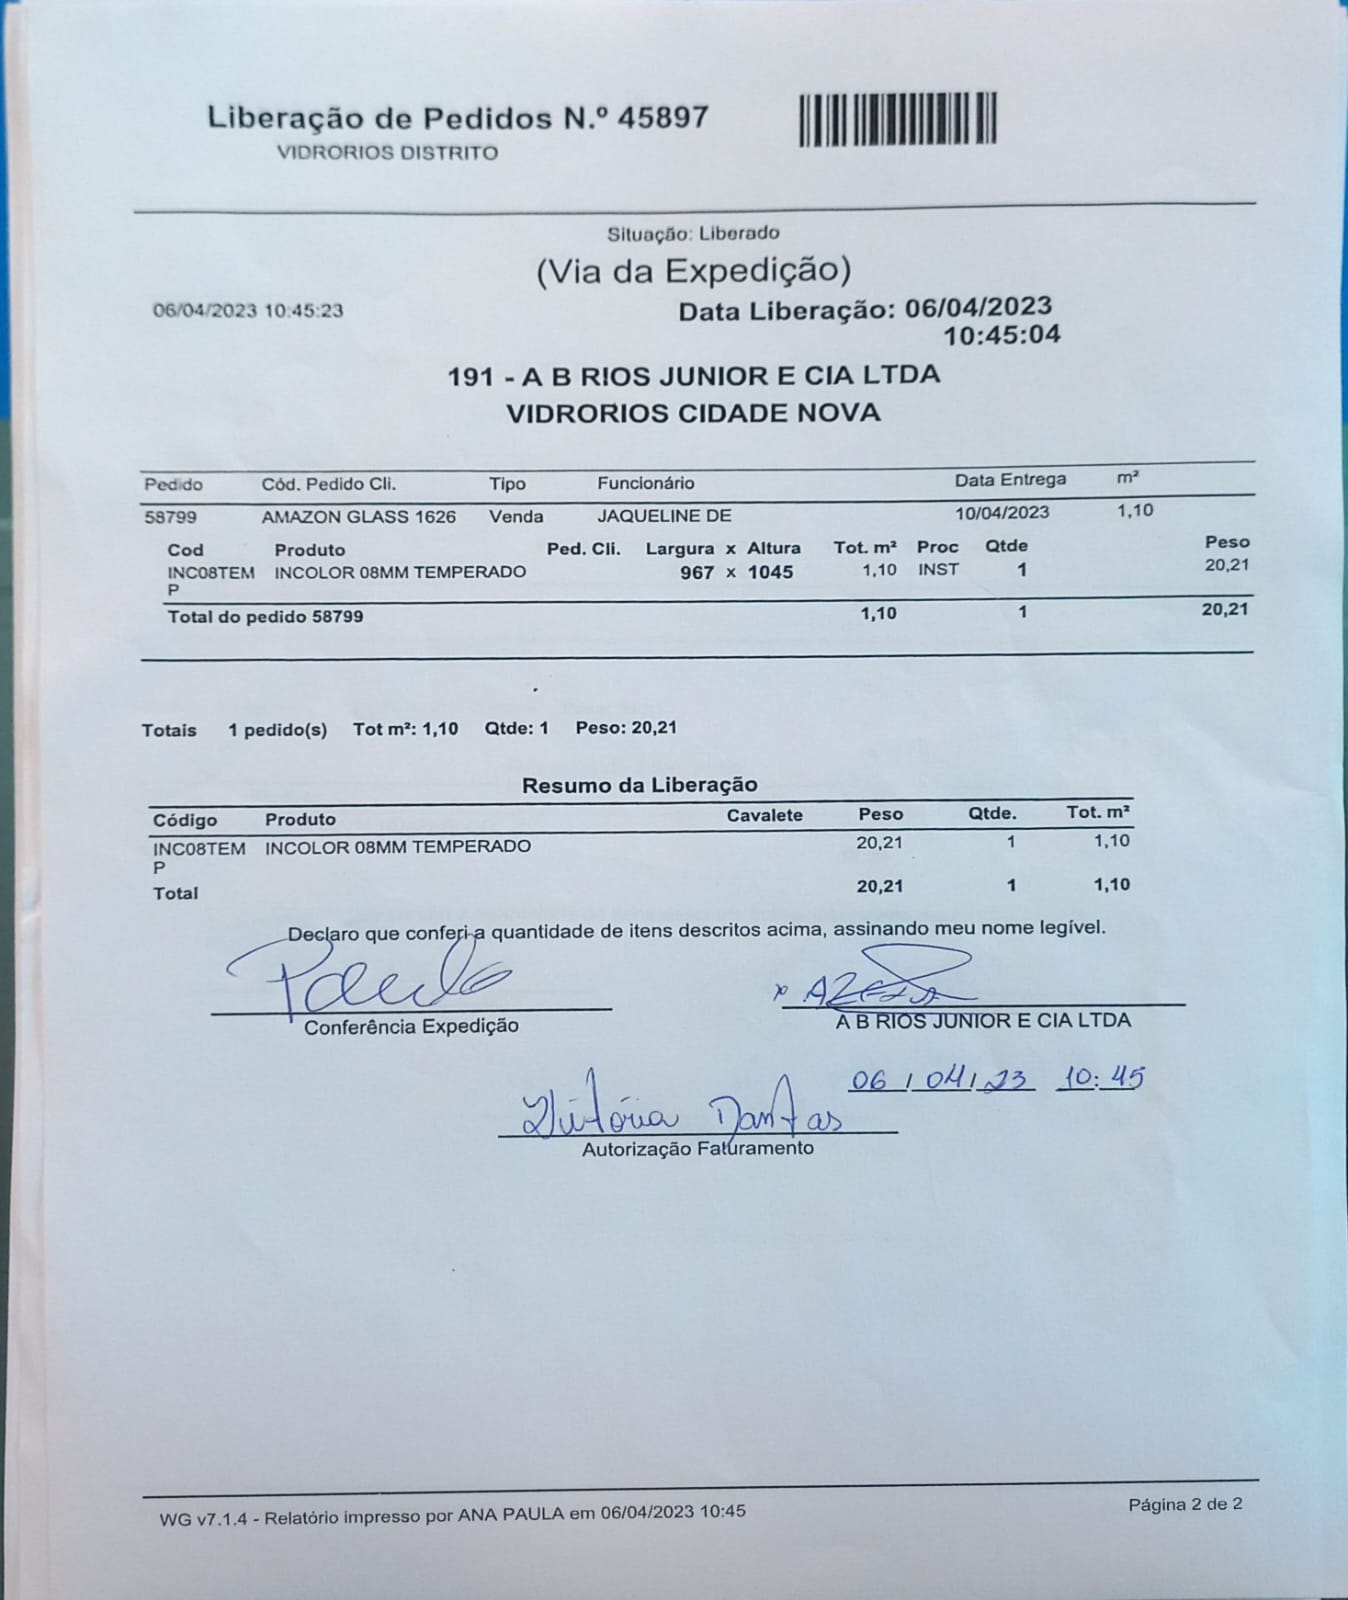 Liberação de Pedidos N.º 45897
VIDRORIOS DISTRITO
Situação: Liberado
(Via da Expedição)
06/04/2023 10:45:23 Data Liberação: 06/04/2023
10:45:04
191 - A B RIOS JUNIOR E CIA LTDA
VIDRORIOS CIDADE NOVA
Pedido Cód. Pedido Cli. Tipo Funcionário Data Entrega m²
58799 AMAZON GLASS 1626 Venda JAQUELINE DE 10/04/2023 1,10
Cod Produto Ped. Cli. Largura x Altura Tot. m² Proc Qtde Peso
INC08TEM INCOLOR 08MM TEMPERADO 967 x 1045 1,10 INST 1 20,21
P
Total do pedido 58799 1,10 1 20,21
Totais 1 pedido(s) Tot m²: 1,10 Qtde: 1 Peso: 20,21
Resumo da Liberação
Código Produto Cavalete Peso Qtde. Tot. m²
INC08TEM INCOLOR 08MM TEMPERADO 20,21 1 1,10
P
Total 20,21 1 1,10
Declaro que conferi a quantidade de itens descritos acima, assinando meu nome legível.
Conferência Expedição A B RIOS JUNIOR E CIA LTDA
06/04/23 10:45
Vitória Dantas
Autorização Faturamento
WG v7.1.4 - Relatório impresso por ANA PAULA em 06/04/2023 10:45 Página 2 de 2